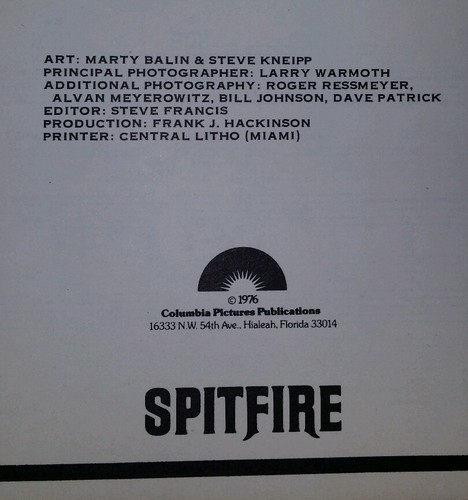 ART: MARTY BALIN & STEVE KNEIPP
PRINCIPAL PHOTOGRAPHER: LARRY WARMOTH
ADDITIONAL PHOTOGRAPHY: ROGER RESSMEYER,
ALVAN MEYEROWITZ, BILL JOHNSON, DAVE PATRICK
EDITOR: STEVE FRANCIS
PRODUCTION: FRANK J. HACKINSON
PRINTER: CENTRAL LITHO (MIAMI)
© 1976
Columbia Pictures Publications
16333 N.W. 54th Ave., Hialeah, Florida 33014
SPITFIRE